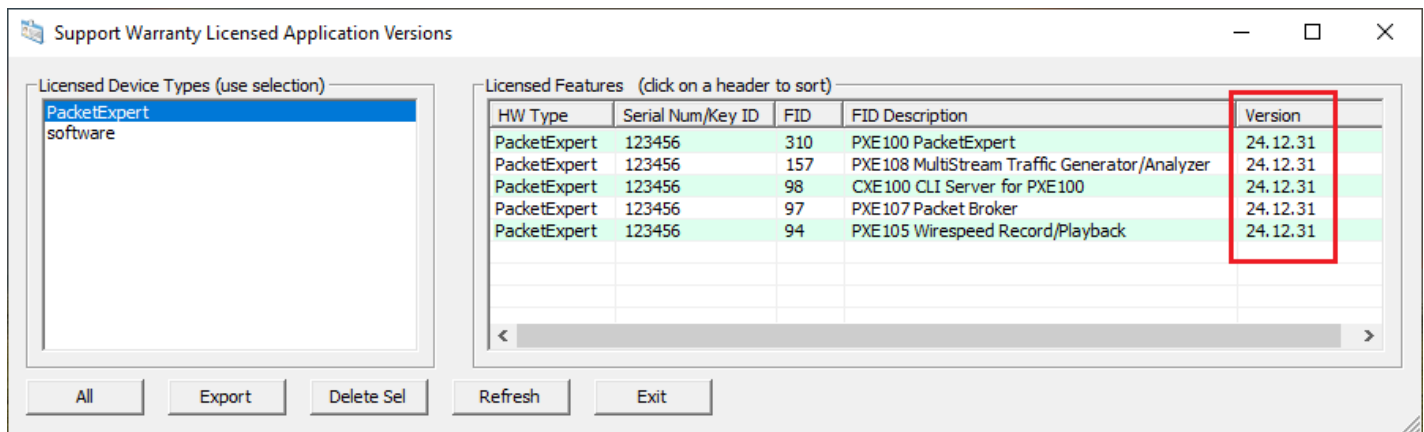 Support Warranty Licensed Application Versions
Licensed Device Types (use selection)
PacketExpert
software
Licensed Features (click on a header to sort)
HW Type Serial Num/Key ID FID FID Description Version
PacketExpert 123456 310 PXE100 PacketExpert 24.12.31
PacketExpert 123456 157 PXE108 MultiStream Traffic Generator/Analyzer 24.12.31
PacketExpert 123456 98 CXE100 CLI Server for PXE100 24.12.31
PacketExpert 123456 97 PXE107 Packet Broker 24.12.31
PacketExpert 123456 94 PXE105 Wirespeed Record/Playback 24.12.31
All Export Delete Sel Refresh Exit